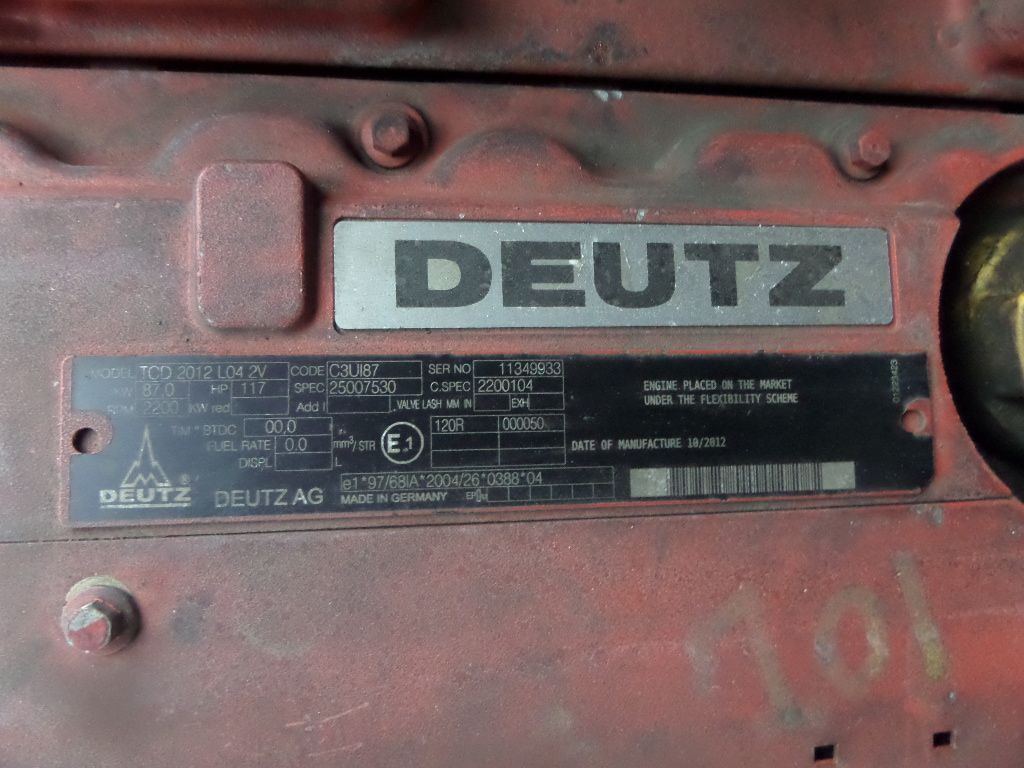 DEUTZ
MODEL TCD 2012 L04 2V CODE C3UI87 SER NO 11349933
KW 87.0 HP 117 SPEC 25007530 C.SPEC 2200104
RPM 2200 KW red Add I VALVE LASH MM IN EXH
ENGINE PLACED ON THE MARKET
UNDER THE FLEXIBILITY SCHEME
TIM ° BTDC 00,0 120R 000050
FUEL RATE 0.0 mm³/STR E1
DISPL L
DATE OF MANUFACTURE 10/2012
e1*97/68IA*2004/26*0388*04
DEUTZ ® DEUTZ AG MADE IN GERMANY
01223423
101